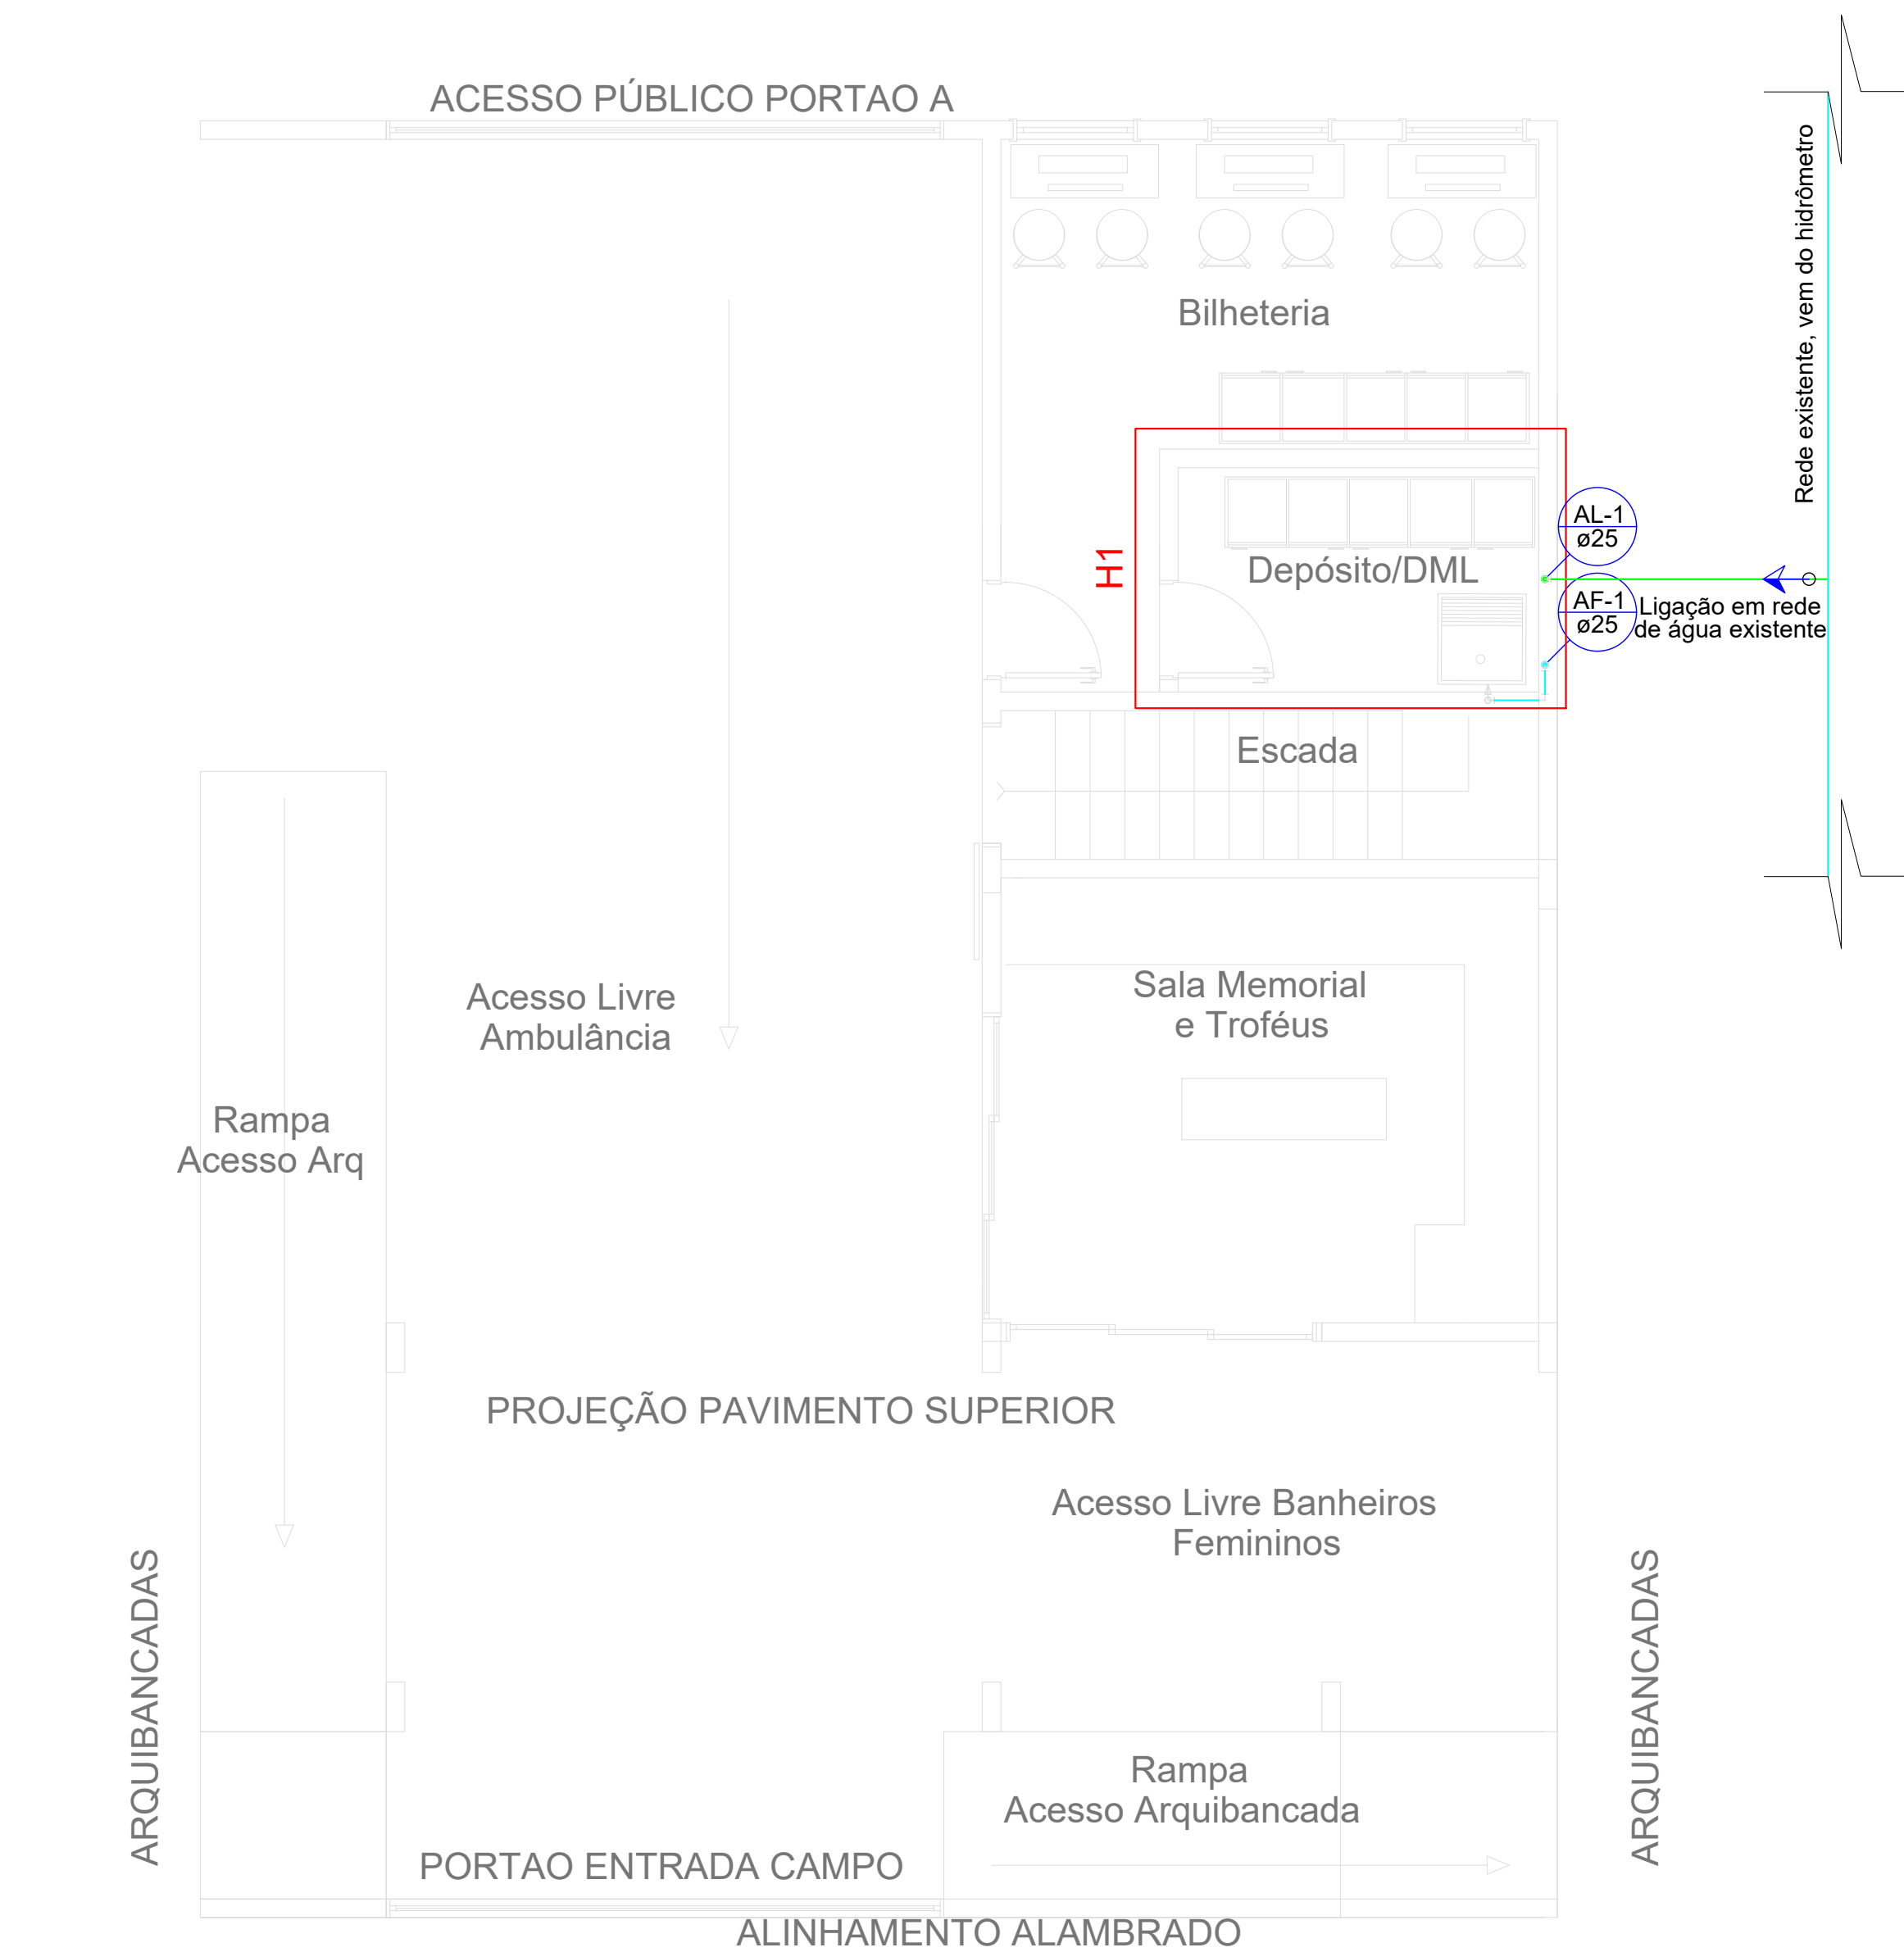 ACESSO PÚBLICO PORTAO A
Rede existente, vem do hidrômetro
Bilheteria
AL-1
ø25
H1
Depósito/DML
AF-1
ø25
Ligação em rede
de água existente
Escada
Sala Memorial
e Troféus
Acesso Livre
Ambulância
Rampa
Acesso Arq
PROJEÇÃO PAVIMENTO SUPERIOR
Acesso Livre Banheiros
Femininos
ARQUIBANCADAS
ARQUIBANCADAS
Rampa
Acesso Arquibancada
PORTAO ENTRADA CAMPO
ALINHAMENTO ALAMBRADO